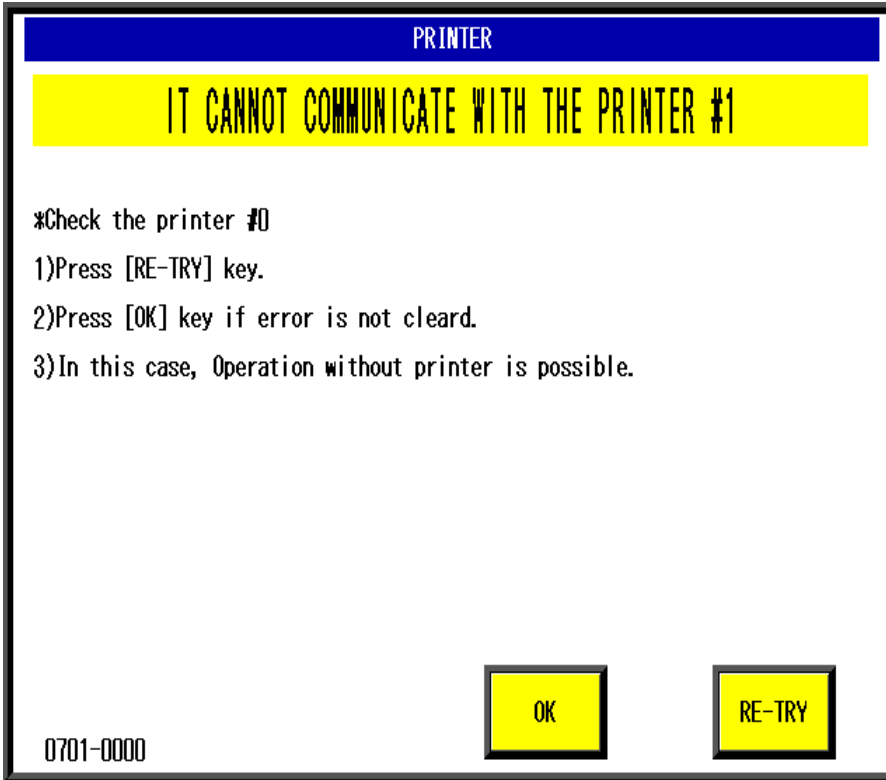 PRINTER
IT CANNOT COMMUNICATE WITH THE PRINTER #1
*Check the printer #0
1)Press [RE-TRY] key.
2)Press [OK] key if error is not cleard.
3)In this case, Operation without printer is possible.
OK
RE-TRY
0701-0000